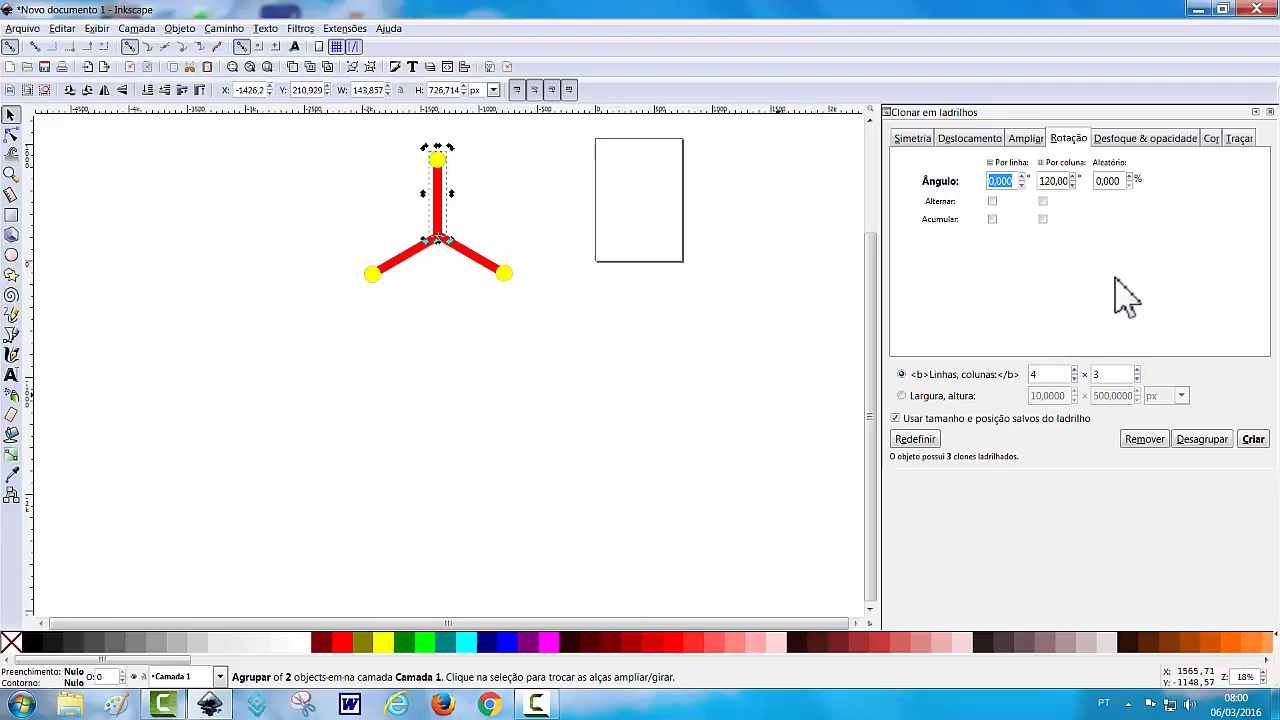 *Novo documento 1 - Inkscape
Arquivo Editar Exibir Camada Objeto Caminho Texto Filtros Extensões Ajuda
X: -1426,2 Y: 210,929 W: 143,857 H: 726,714 px
Clonar em ladrilhos
Simetria Deslocamento Ampliar Rotação Desfoque & opacidade Cor Traçar
Por linha: Por coluna: Aleatório:
Ângulo: 0,000 ° 120,00 ° 0,000 %
Alternar:
Acumular:
<b>Linhas, colunas:</b> 4 × 3
Largura, altura: 10,0000 × 500,0000 px
Usar tamanho e posição salvos do ladrilho
Redefinir Remover Desagrupar Criar
O objeto possui 3 clones ladrilhados.
Preenchimento: Nulo
Contorno: Nulo
O: 0 •Camada 1
Agrupar of 2 objects em na camada Camada 1. Clique na seleção para trocar as alças ampliar/girar.
X: 1565,71
Y: -1148,57
Z: 18%
PT
08:00
06/03/2016